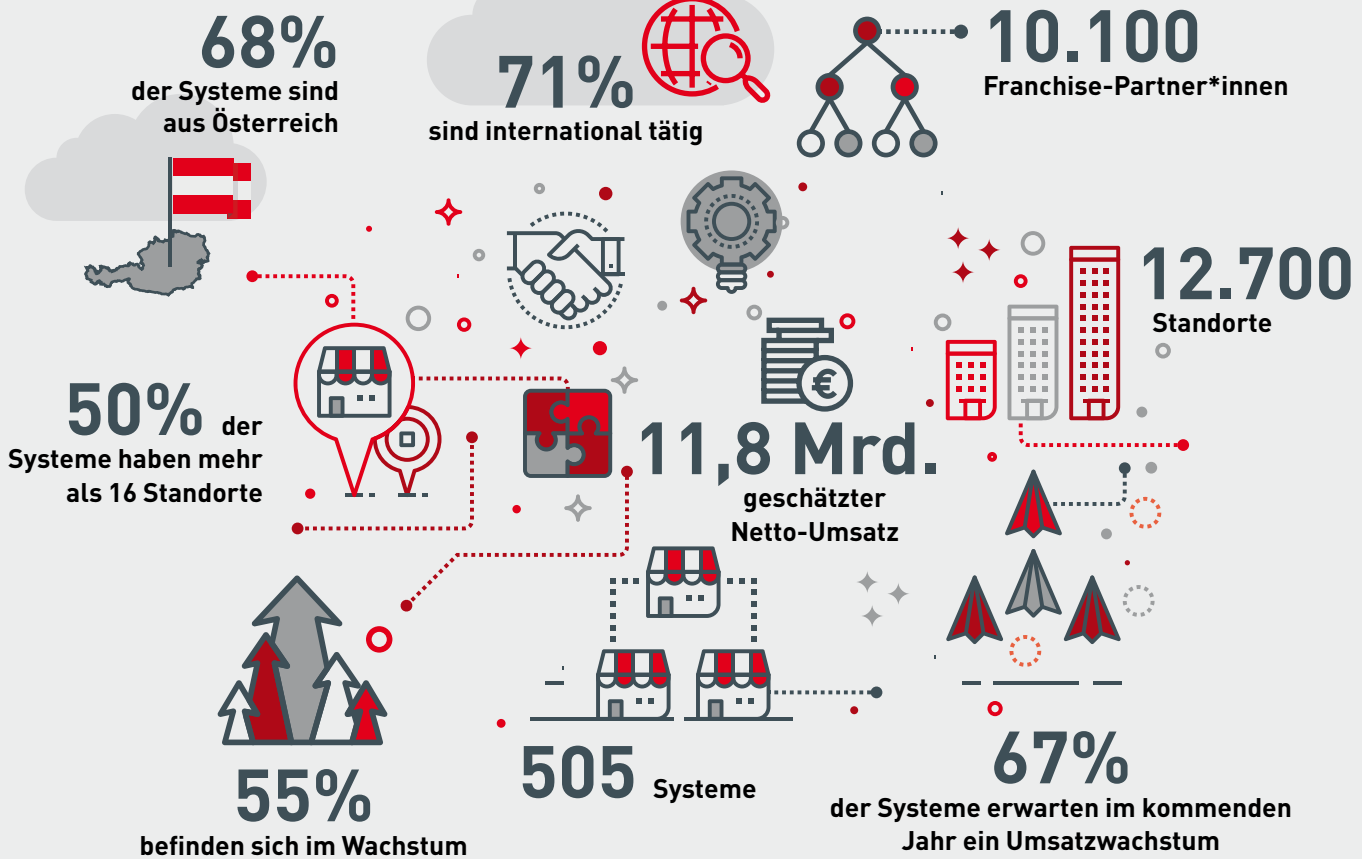 68%
der Systeme sind
aus Österreich
71%
sind international tätig
10.100
Franchise-Partner*innen
12.700
Standorte
50% der
Systeme haben mehr
als 16 Standorte
€
11,8 Mrd.
geschätzter
Netto-Umsatz
55%
befinden sich im Wachstum
505 Systeme
67%
der Systeme erwarten im kommenden
Jahr ein Umsatzwachstum